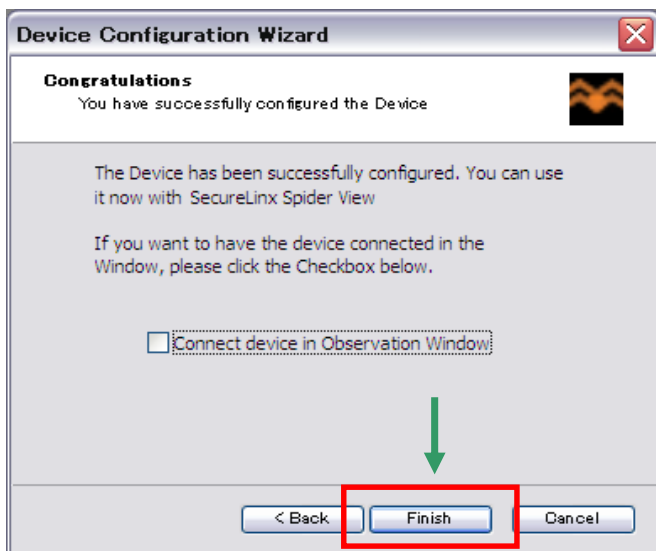 Device Configuration Wizard
Congratulations
You have successfully configured the Device
The Device has been successfully configured. You can use
it now with SecureLinx Spider View
If you want to have the device connected in the
Window, please click the Checkbox below.
Connect device in Observation Window
< Back
Finish
Cancel